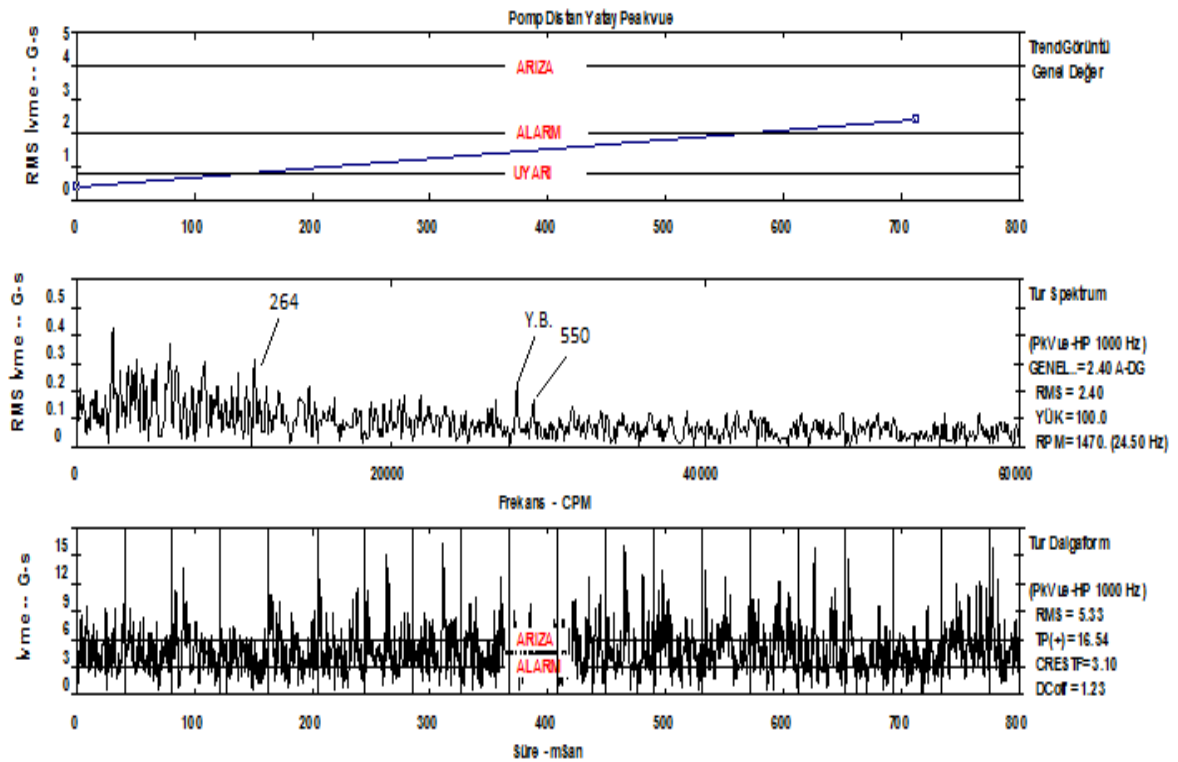 Pomp Distan Yatay Peakvue
RMS İvme -- G-s
5
4
3
2
1
0
ARIZA
ALARM
UYARI
Trend Görüntü
Genel Değer
0 100 200 300 400 500 600 700 800
RMS İvme -- G-s
0.5
0.4
0.3
0.2
0.1
0
264
Y.B.
550
Tur Spektrum
(PkVue-HP 1000 Hz)
GENEL..= 2.40 A-DG
RMS = 2.40
YÜK = 100.0
RPM = 1470. (24.50 Hz)
0 20000 40000 60000
Frekans - CPM
İvme -- G-s
15
12
9
6
3
0
ARIZA
ALARM
Tur Dalgaform
(PkVue-HP 1000 Hz)
RMS = 5.33
TP(+) = 16.54
CRESTF= 3.10
DCoff = 1.23
0 100 200 300 400 500 600 700 800
Süre - mSan